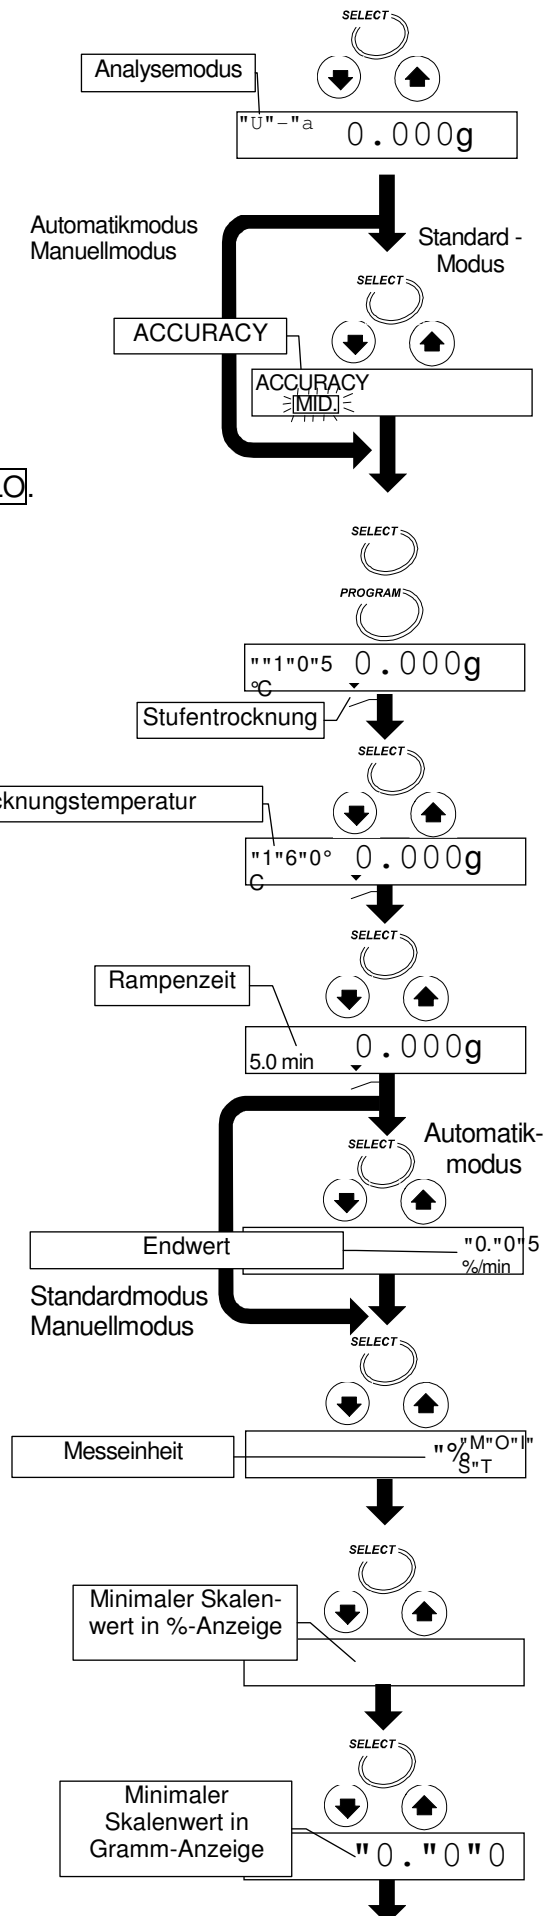 SELECT
Analysemodus
"U"-"a 0.000g
Automatikmodus
Manuellmodus
Standard -
Modus
SELECT
ACCURACY
ACCURACY
MID.
LO.
SELECT
PROGRAM
""1"0"5 0.000g
°C
Stufentrocknung
SELECT
cknungstemperatur
"1"6"0° 0.000g
C
SELECT
Rampenzeit
5.0 min 0.000g
Automatik-
modus
SELECT
Endwert
"0."0"5
%/min
Standardmodus
Manuellmodus
SELECT
Messeinheit
"%"M"O"I"
S"T
SELECT
Minimaler Skalen-
wert in %-Anzeige
SELECT
Minimaler
Skalenwert in
Gramm-Anzeige
"0."0"0